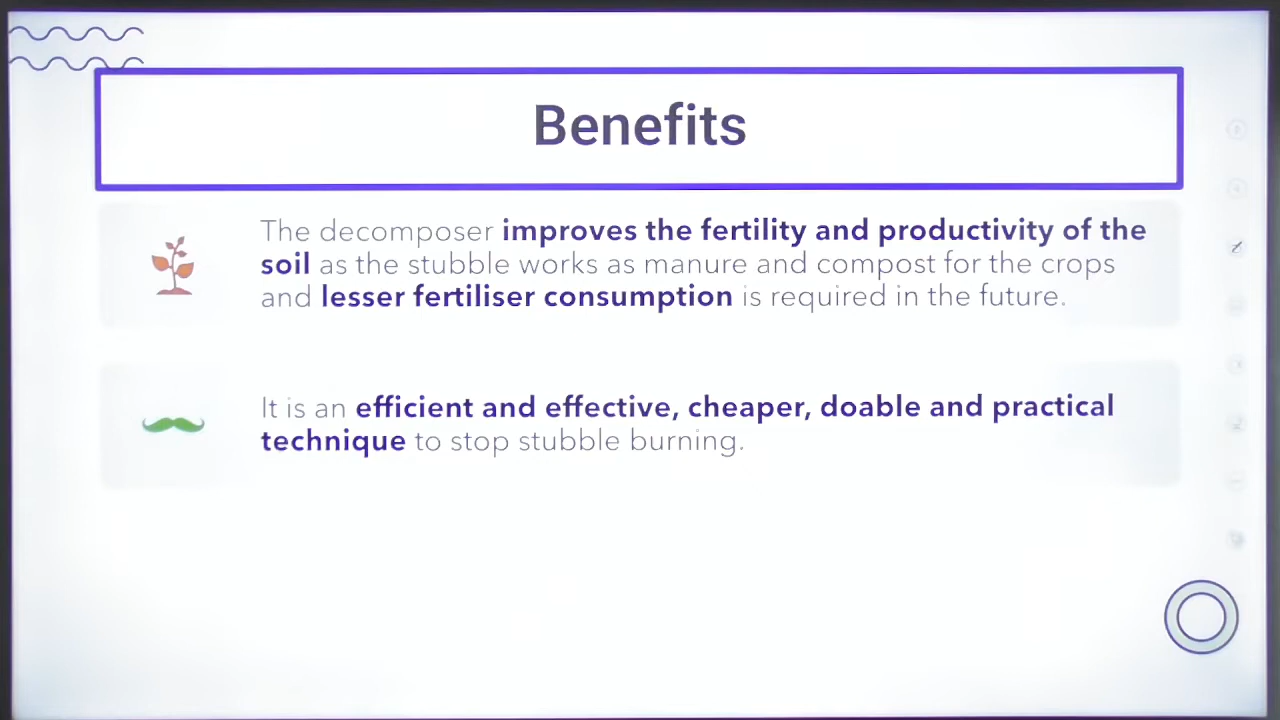 Benefits
The decomposer improves the fertility and productivity of the
soil as the stubble works as manure and compost for the crops
and lesser fertiliser consumption is required in the future.
It is an efficient and effective, cheaper, doable and practical
technique to stop stubble burning.